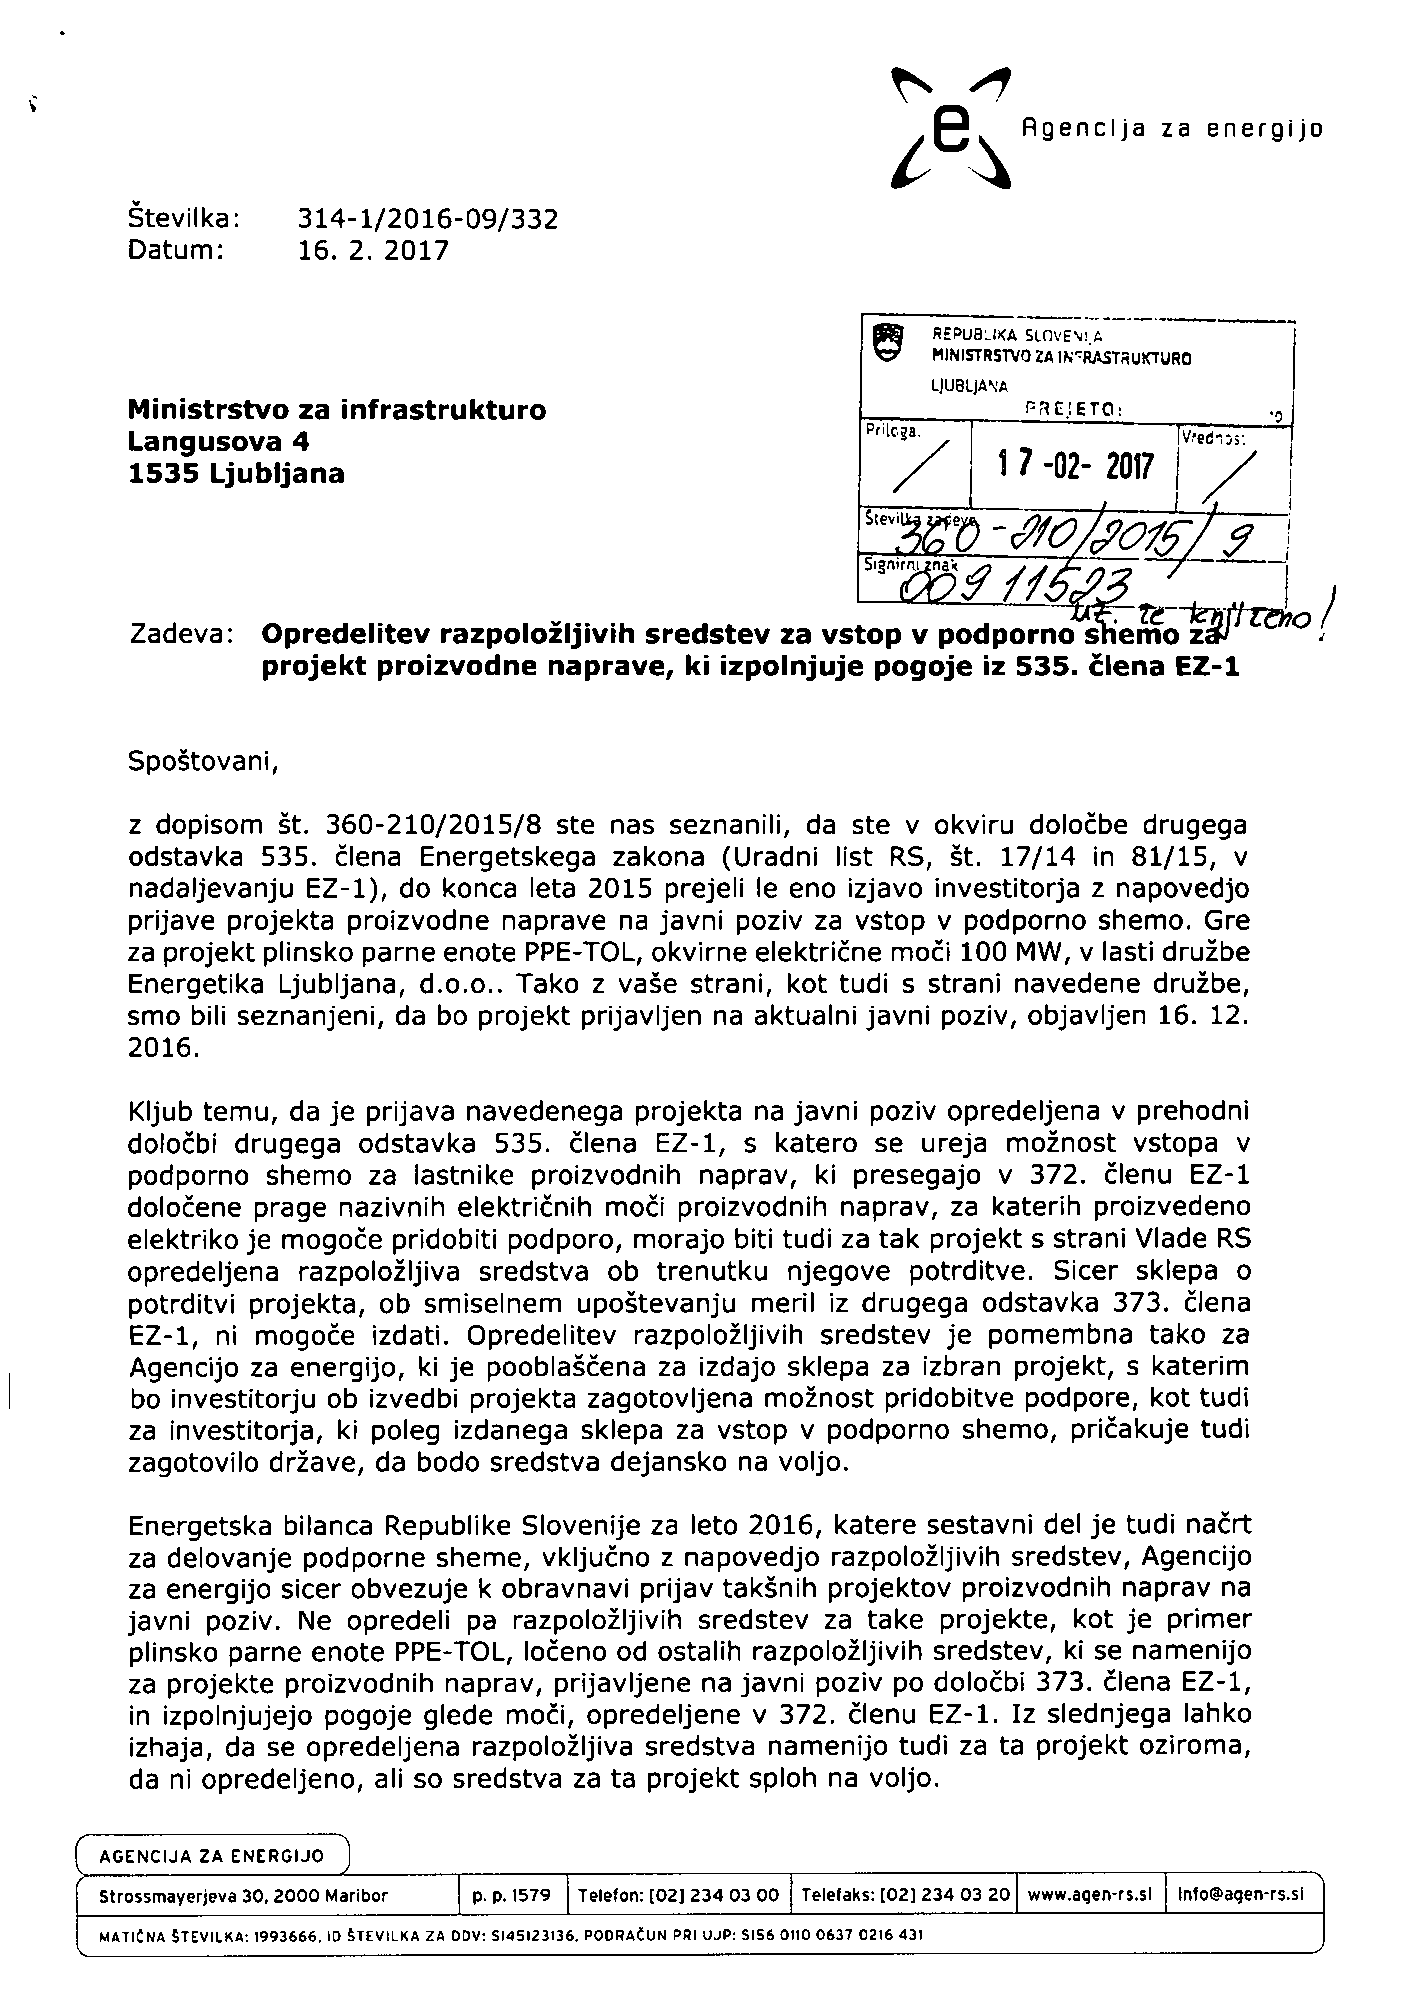 e Agencija za energijo
Številka: 314-1/2016-09/332
Datum: 16. 2. 2017
REPUBLIKA SLOVENIJA
MINISTRSTVO ZA INFRASTRUKTURO
LJUBLJANA
PREJETO:
Priloga: / 17-02-2017 Vrednost: /
Številka zadeve 360-210/2015/9
Signirni znak 00911523
že knjiženo!
Ministrstvo za infrastrukturo
Langusova 4
1535 Ljubljana
Zadeva: Opredelitev razpoložljivih sredstev za vstop v podporno shemo za
projekt proizvodne naprave, ki izpolnjuje pogoje iz 535. člena EZ-1
Spoštovani,
z dopisom št. 360-210/2015/8 ste nas seznanili, da ste v okviru določbe drugega
odstavka 535. člena Energetskega zakona (Uradni list RS, št. 17/14 in 81/15, v
nadaljevanju EZ-1), do konca leta 2015 prejeli le eno izjavo investitorja z napovedjo
prijave projekta proizvodne naprave na javni poziv za vstop v podporno shemo. Gre
za projekt plinsko parne enote PPE-TOL, okvirne električne moči 100 MW, v lasti družbe
Energetika Ljubljana, d.o.o.. Tako z vaše strani, kot tudi s strani navedene družbe,
smo bili seznanjeni, da bo projekt prijavljen na aktualni javni poziv, objavljen 16. 12.
2016.
Kljub temu, da je prijava navedenega projekta na javni poziv opredeljena v prehodni
določbi drugega odstavka 535. člena EZ-1, s katero se ureja možnost vstopa v
podporno shemo za lastnike proizvodnih naprav, ki presegajo v 372. členu EZ-1
določene prage nazivnih električnih moči proizvodnih naprav, za katerih proizvedeno
elektriko je mogoče pridobiti podporo, morajo biti tudi za tak projekt s strani Vlade RS
opredeljena razpoložljiva sredstva ob trenutku njegove potrditve. Sicer sklepa o
potrditvi projekta, ob smiselnem upoštevanju meril iz drugega odstavka 373. člena
EZ-1, ni mogoče izdati. Opredelitev razpoložljivih sredstev je pomembna tako za
Agencijo za energijo, ki je pooblaščena za izdajo sklepa za izbran projekt, s katerim
bo investitorju ob izvedbi projekta zagotovljena možnost pridobitve podpore, kot tudi
za investitorja, ki poleg izdanega sklepa za vstop v podporno shemo, pričakuje tudi
zagotovilo države, da bodo sredstva dejansko na voljo.
Energetska bilanca Republike Slovenije za leto 2016, katere sestavni del je tudi načrt
za delovanje podporne sheme, vključno z napovedjo razpoložljivih sredstev, Agencijo
za energijo sicer obvezuje k obravnavi prijav takšnih projektov proizvodnih naprav na
javni poziv. Ne opredeli pa razpoložljivih sredstev za take projekte, kot je primer
plinsko parne enote PPE-TOL, ločeno od ostalih razpoložljivih sredstev, ki se namenijo
za projekte proizvodnih naprav, prijavljene na javni poziv po določbi 373. člena EZ-1,
in izpolnjujejo pogoje glede moči, opredeljene v 372. členu EZ-1. Iz slednjega lahko
izhaja, da se opredeljena razpoložljiva sredstva namenijo tudi za ta projekt oziroma,
da ni opredeljeno, ali so sredstva za ta projekt sploh na voljo.
AGENCIJA ZA ENERGIJO
Strossmayerjeva 30, 2000 Maribor p. p. 1579 Telefon: [02] 234 03 00 Telefaks: [02] 234 03 20 www.agen-rs.si info@agen-rs.si
MATIČNA ŠTEVILKA: 1993666, ID ŠTEVILKA ZA DDV: SI45123136, PODRAČUN PRI UJP: SI56 0110 0637 0216 431